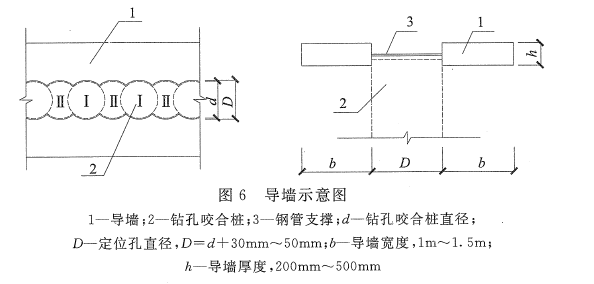 1
Ⅱ Ⅰ Ⅱ Ⅰ Ⅱ
d
D
2
3
1
h
2
b
D
b
图 6 导墙示意图
1—导墙;2—钻孔咬合桩;3—钢管支撑;d—钻孔咬合桩直径;
D—定位孔直径,D=d+30mm～50mm;b—导墙宽度,1m～1.5m;
h—导墙厚度,200mm～500mm